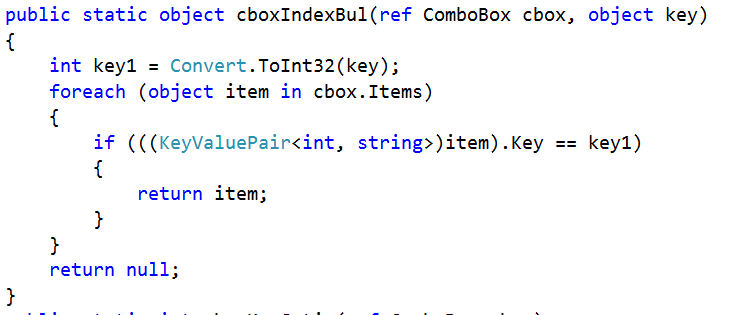 public static object cboxIndexBul(ref ComboBox cbox, object key)
{
    int key1 = Convert.ToInt32(key);
    foreach (object item in cbox.Items)
    {
        if (((KeyValuePair<int, string>)item).Key == key1)
        {
            return item;
        }
    }
    return null;
}